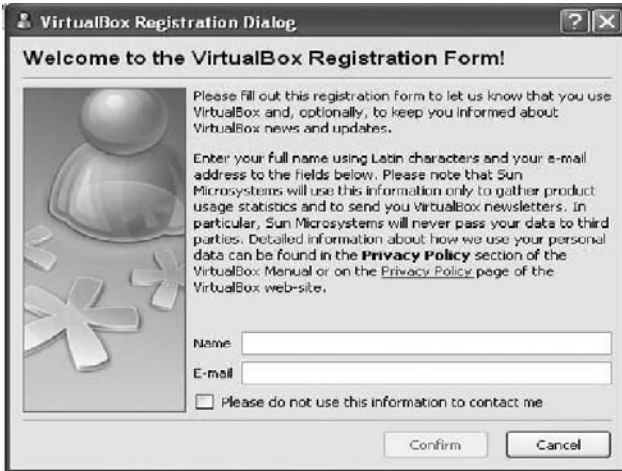 VirtualBox Registration Dialog
Welcome to the VirtualBox Registration Form!
Please fill out this registration form to let us know that you use
VirtualBox and, optionally, to keep you informed about
VirtualBox news and updates.
Enter your full name using Latin characters and your e-mail
address to the fields below. Please note that Sun
Microsystems will use this information only to gather product
usage statistics and to send you VirtualBox newsletters. In
particular, Sun Microsystems will never pass your data to third
parties. Detailed information about how we use your personal
data can be found in the Privacy Policy section of the
VirtualBox Manual or on the Privacy Policy page of the
VirtualBox web-site.
Name
E-mail
Please do not use this information to contact me
Confirm Cancel